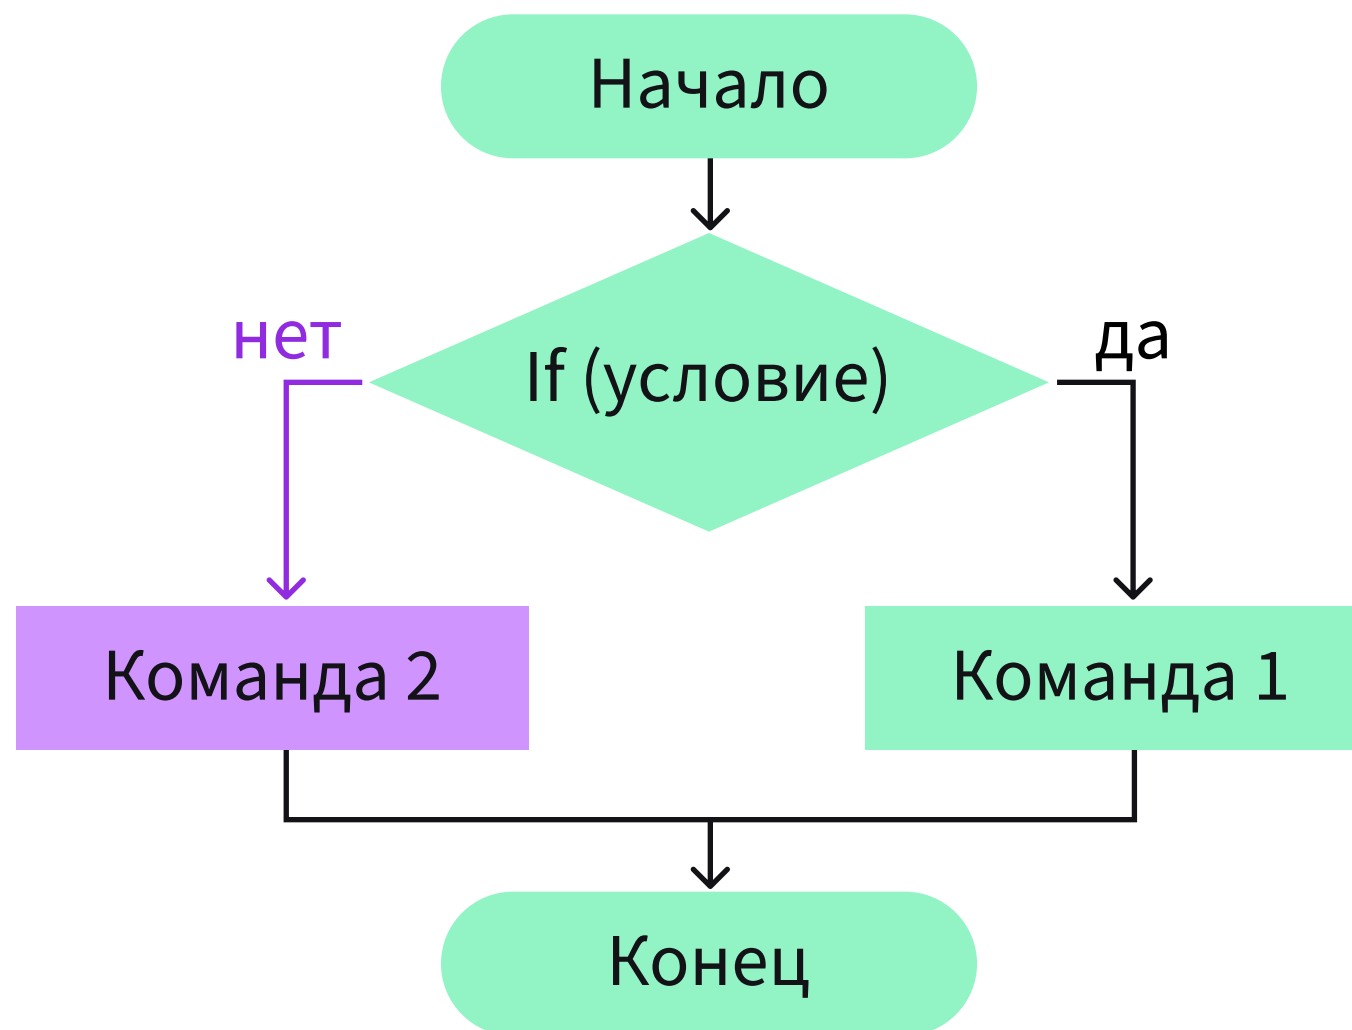 Начало
нет
да
If (условие)
Команда 2
Команда 1
Конец